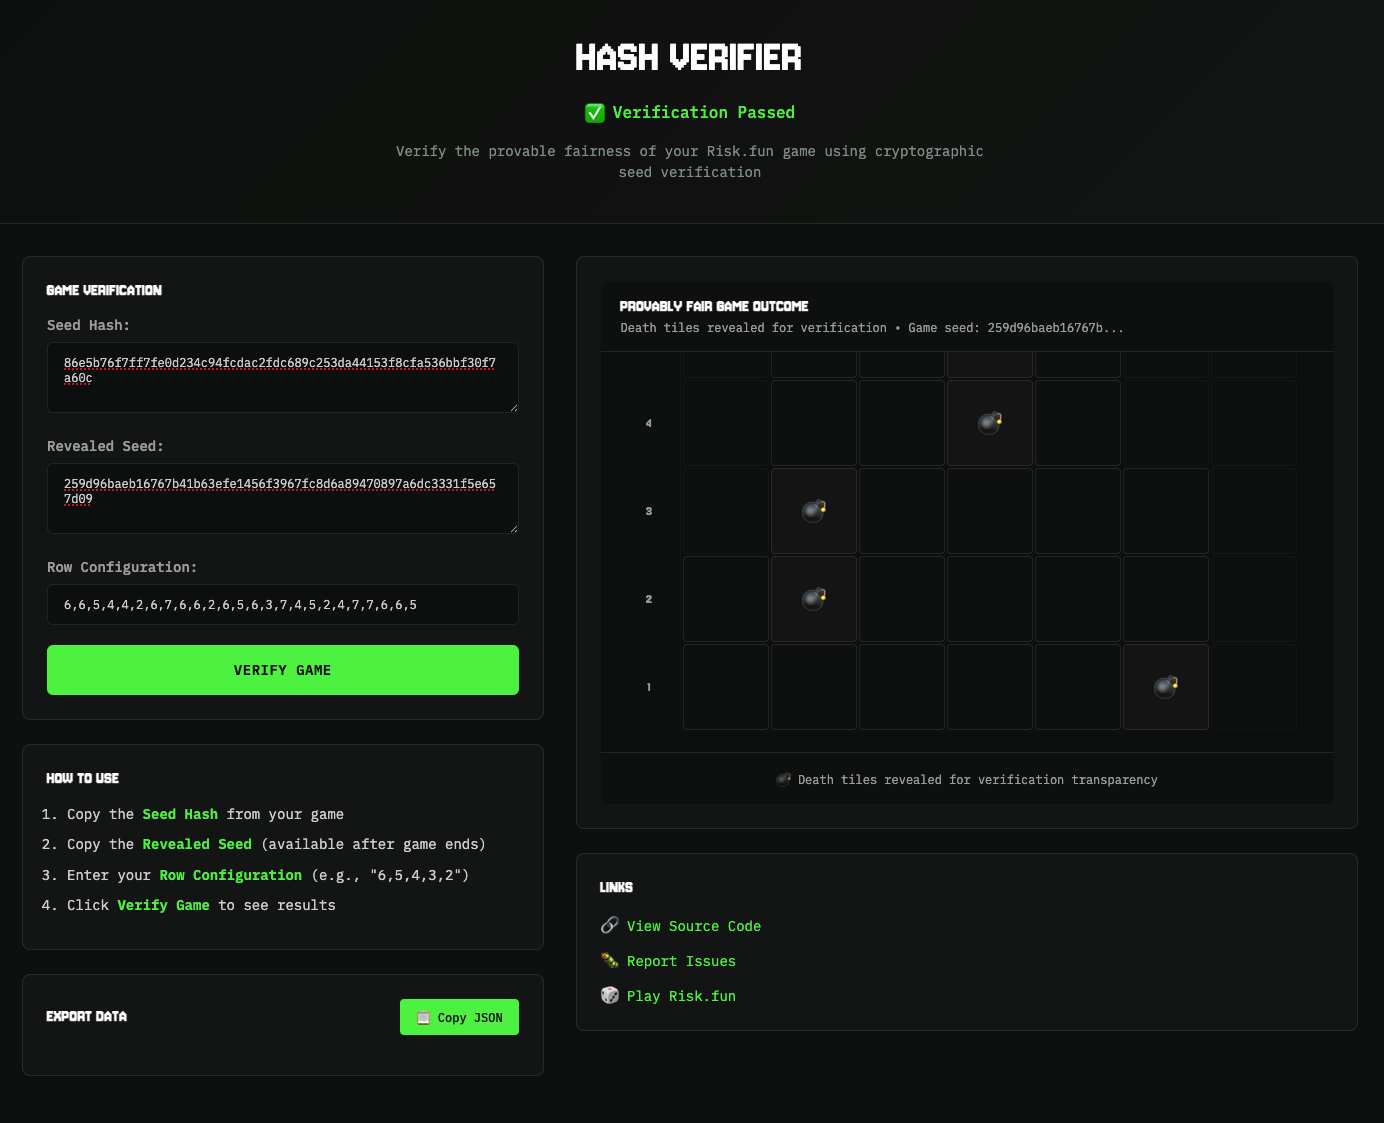 HASH VERIFIER
✅ Verification Passed
Verify the provable fairness of your Risk.fun game using cryptographic
seed verification
GAME VERIFICATION
Seed Hash:
86e5b76f7ff7fe0d234c94fcdac2fdc689c253da44153f8cfa536bbf30f7
a60c
Revealed Seed:
259d96baeb16767b41b63efe1456f3967fc8d6a89470897a6dc3331f5e65
7d09
Row Configuration:
6,6,5,4,4,2,6,7,6,6,2,6,5,6,3,7,4,5,2,4,7,7,6,6,5
VERIFY GAME
HOW TO USE
1. Copy the Seed Hash from your game
2. Copy the Revealed Seed (available after game ends)
3. Enter your Row Configuration (e.g., "6,5,4,3,2")
4. Click Verify Game to see results
EXPORT DATA
📋 Copy JSON
PROVABLY FAIR GAME OUTCOME
Death tiles revealed for verification • Game seed: 259d96baeb16767b...
4
3
2
1
💣 Death tiles revealed for verification transparency
LINKS
🔗 View Source Code
🐛 Report Issues
🎲 Play Risk.fun